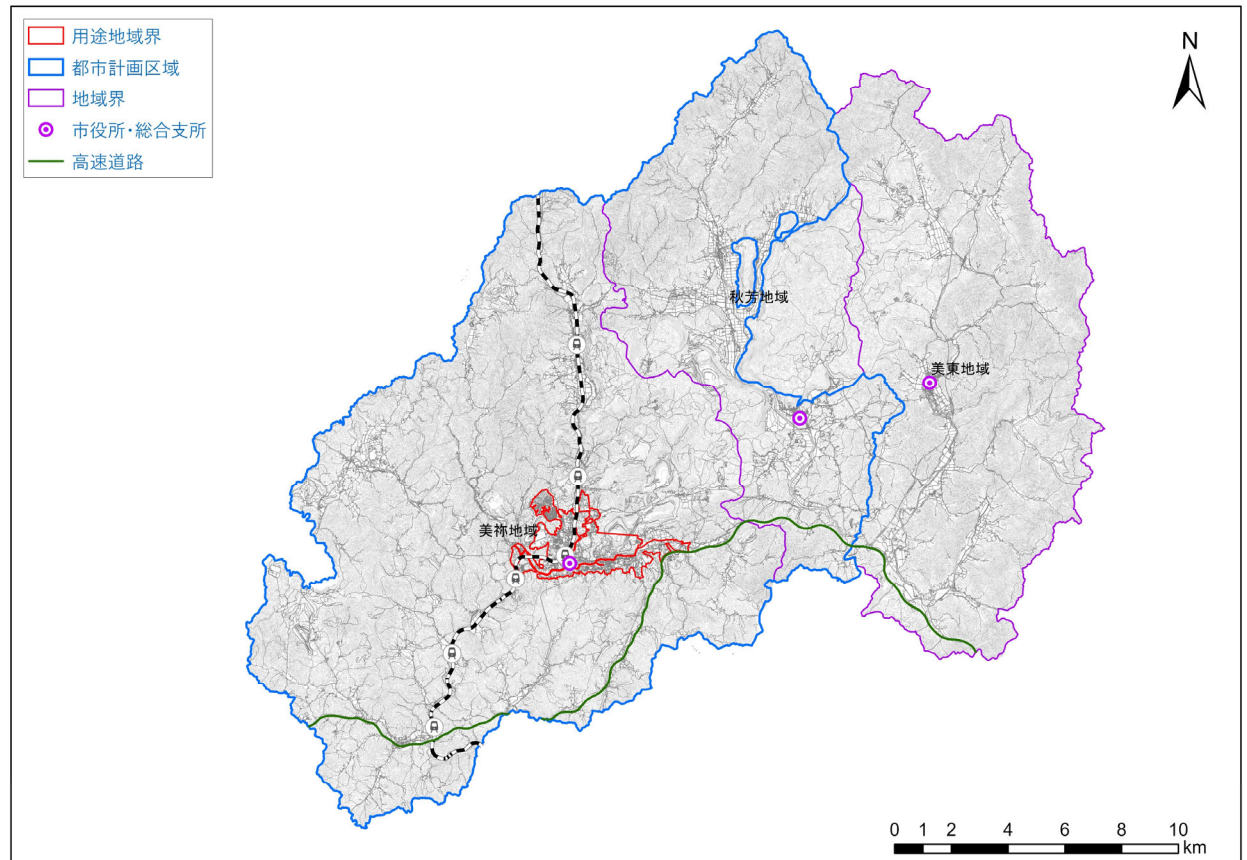 用途地域界
都市計画区域
地域界
市役所・総合支所
高速道路
N
秋芳地域
美東地域
美祢地域
0 1 2 4 6 8 10
km